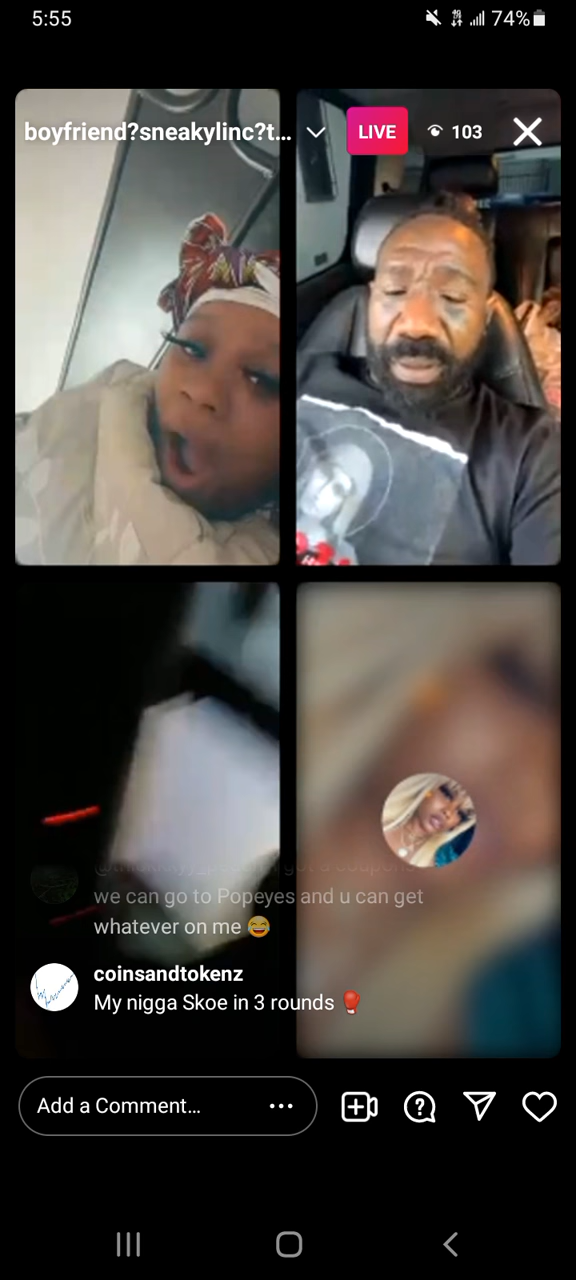 5:55
74%
boyfriend?sneakylinc?t...
LIVE
103
we can go to Popeyes and u can get
whatever on me 😂
coinsandtokenz
My nigga Skoe in 3 rounds 🥊
Add a Comment...